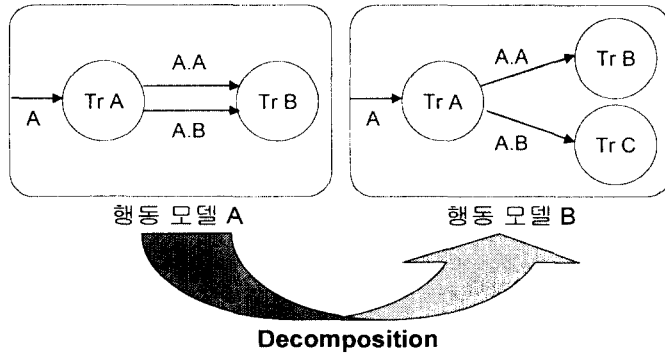 A
Tr A
A.A
A.B
Tr B
행동 모델 A
A
Tr A
A.A
A.B
Tr B
Tr C
행동 모델 B
Decomposition